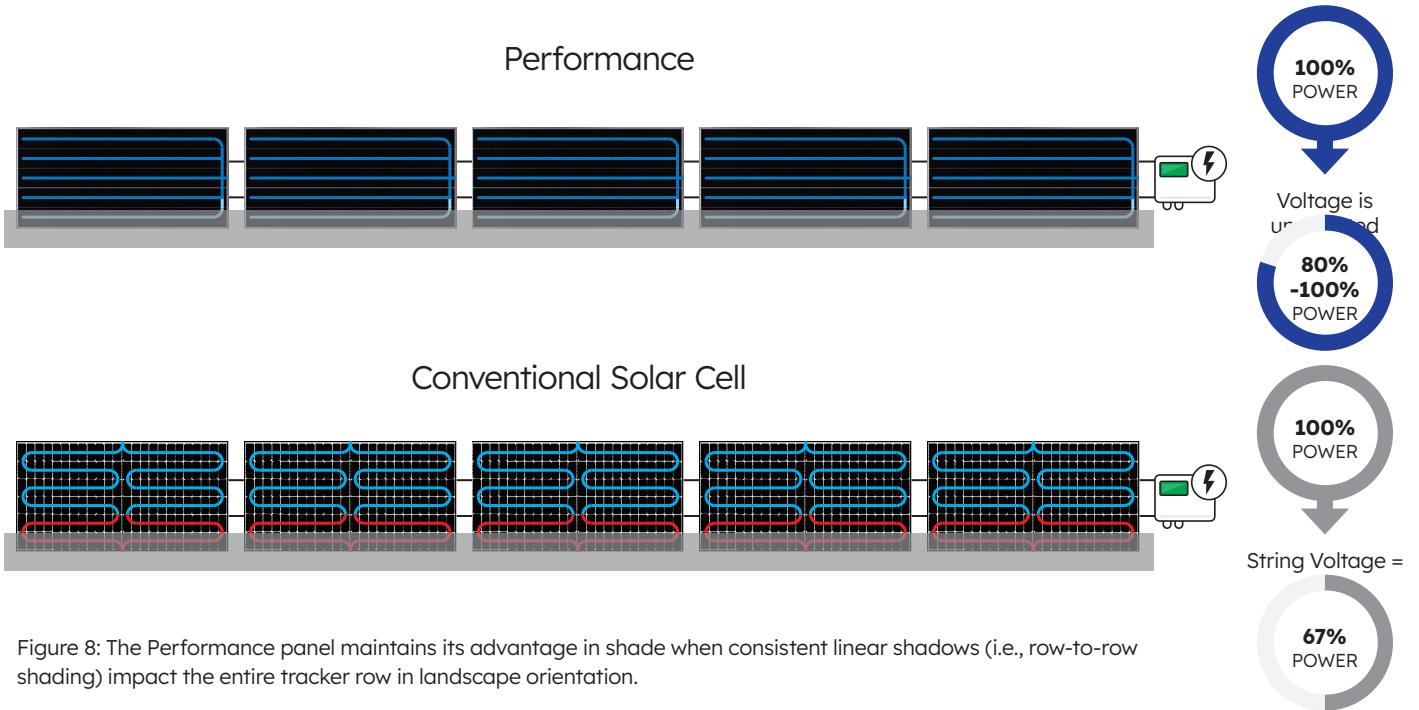 Performance
100%
POWER
Voltage is
80%
-100%
POWER
Conventional Solar Cell
100%
POWER
String Voltage =
67%
POWER
Figure 8: The Performance panel maintains its advantage in shade when consistent linear shadows (i.e., row-to-row
shading) impact the entire tracker row in landscape orientation.